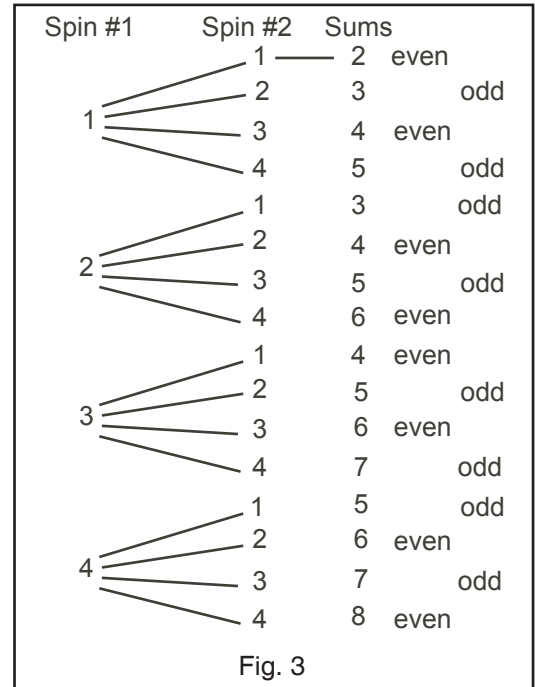 Spin #1 Spin #2 Sums
1 2 even
2 3 odd
1
3 4 even
4 5 odd
1 3 odd
2 4 even
2
3 5 odd
4 6 even
1 4 even
2 5 odd
3
3 6 even
4 7 odd
1 5 odd
2 6 even
4
3 7 odd
4 8 even
Fig. 3